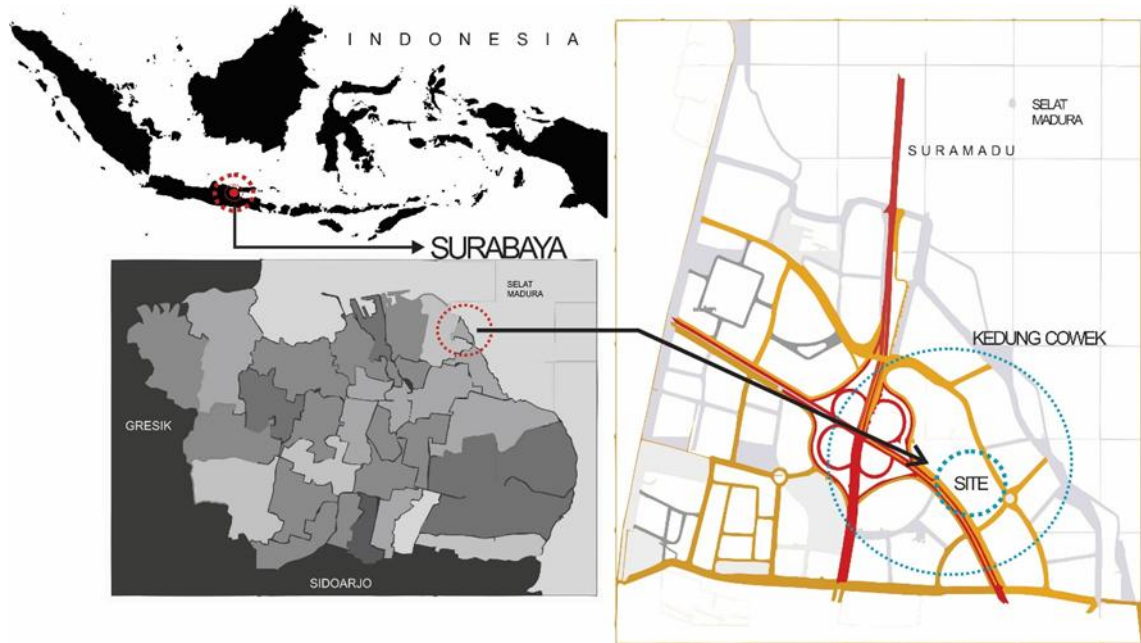 INDONESIA
SURABAYA
SELAT
MADURA
GRESIK
SIDOARJO
SELAT
MADURA
SURAMADU
KEDUNG COWEK
SITE